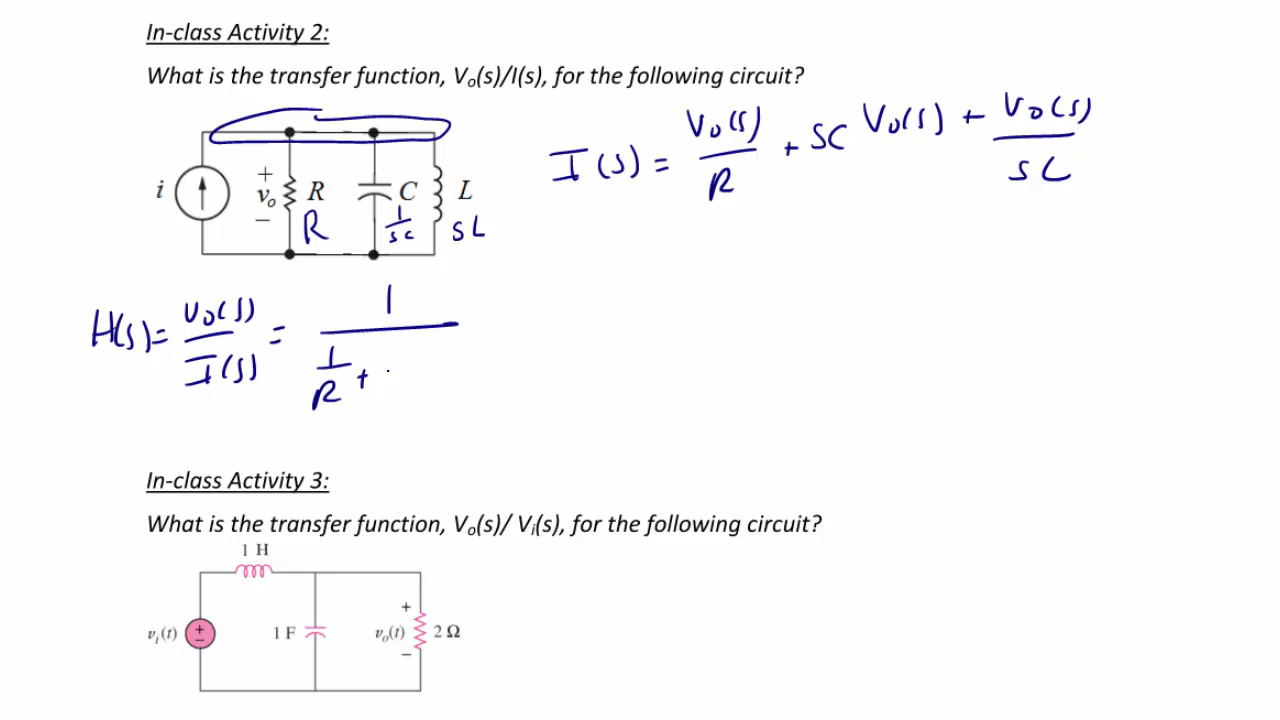 In-class Activity 2:
What is the transfer function, Vo(s)/I(s), for the following circuit?
I(s) = Vo(s)/R + SC Vo(s) + Vo(s)/SL
i
+
vo
−
R
C
L
R
1/sc
SL
H(s) = Vo(s)/I(s) = 1/(1/R +
In-class Activity 3:
What is the transfer function, Vo(s)/ Vi(s), for the following circuit?
1 H
vi(t)
+
−
1 F
+
vo(t)
−
2 Ω